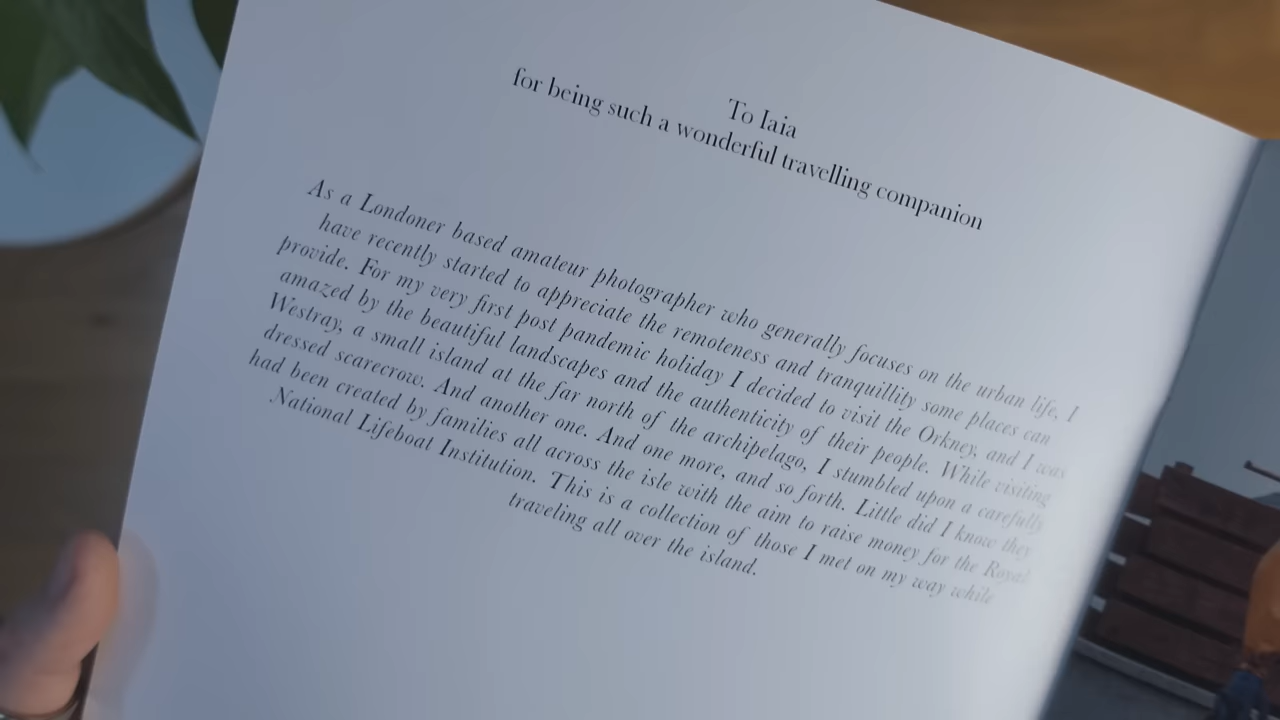 To Iaia
for being such a wonderful travelling companion
As a Londoner based amateur photographer who generally focuses on the urban life, I
have recently started to appreciate the remoteness and tranquillity some places can
provide. For my very first post pandemic holiday I decided to visit the Orkney, and I was
amazed by the beautiful landscapes and the authenticity of their people. While visiting
Westray, a small island at the far north of the archipelago, I stumbled upon a carefully
dressed scarecrow. And another one. And one more, and so forth. Little did I know they
had been created by families all across the isle with the aim to raise money for the Royal
National Lifeboat Institution. This is a collection of those I met on my way while
traveling all over the island.